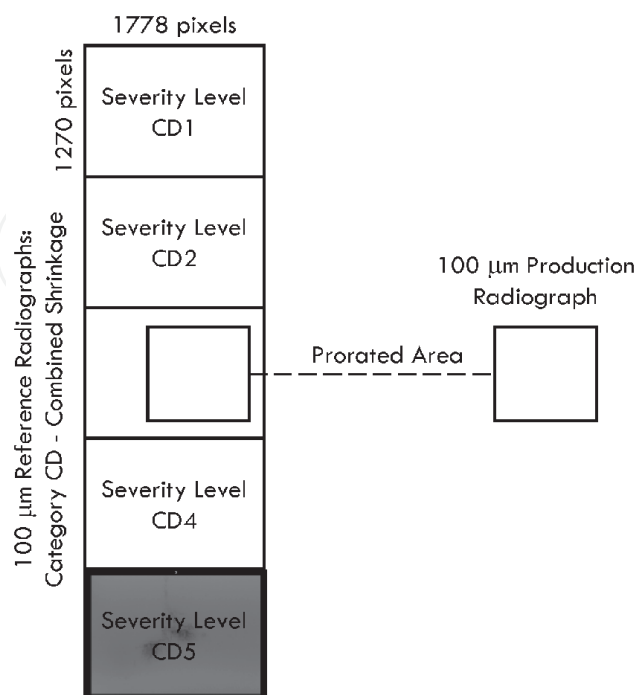 1778 pixels
1270 pixels
100 μm Reference Radiographs:
Category CD - Combined Shrinkage
Severity Level
CD1
Severity Level
CD2
100 μm Production
Radiograph
Prorated Area
Severity Level
CD4
Severity Level
CD5